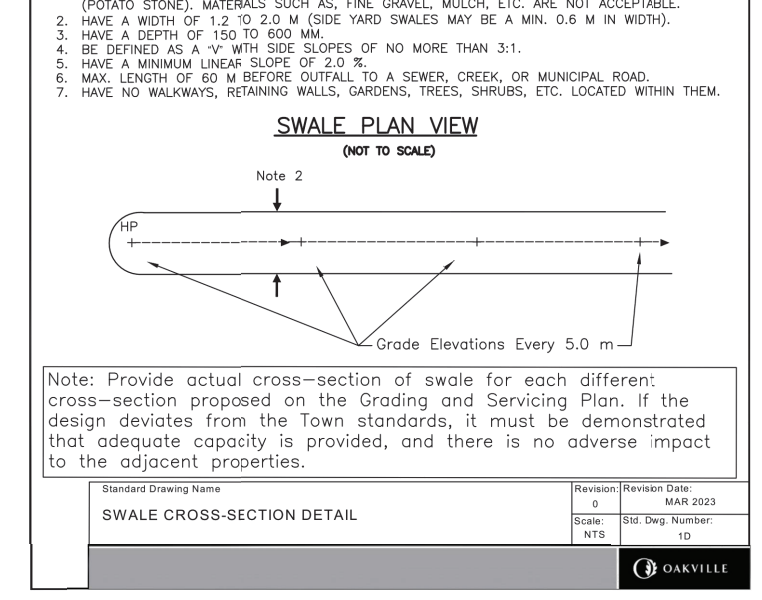 (POTATO STONE). MATERIALS SUCH AS, FINE GRAVEL, MULCH, ETC. ARE NOT ACCEPTABLE.
2. HAVE A WIDTH OF 1.2 TO 2.0 M (SIDE YARD SWALES MAY BE A MIN. 0.6 M IN WIDTH).
3. HAVE A DEPTH OF 150 TO 600 MM.
4. BE DEFINED AS A "V" WITH SIDE SLOPES OF NO MORE THAN 3:1.
5. HAVE A MINIMUM LINEAR SLOPE OF 2.0 %.
6. MAX. LENGTH OF 60 M BEFORE OUTFALL TO A SEWER, CREEK, OR MUNICIPAL ROAD.
7. HAVE NO WALKWAYS, RETAINING WALLS, GARDENS, TREES, SHRUBS, ETC. LOCATED WITHIN THEM.
SWALE PLAN VIEW
(NOT TO SCALE)
Note 2
HP
Grade Elevations Every 5.0 m
Note: Provide actual cross-section of swale for each different
cross-section proposed on the Grading and Servicing Plan. If the
design deviates from the Town standards, it must be demonstrated
that adequate capacity is provided, and there is no adverse impact
to the adjacent properties.
Standard Drawing Name
SWALE CROSS-SECTION DETAIL
Revision:
0
Revision Date:
MAR 2023
Scale:
NTS
Std. Dwg. Number:
1D
OAKVILLE